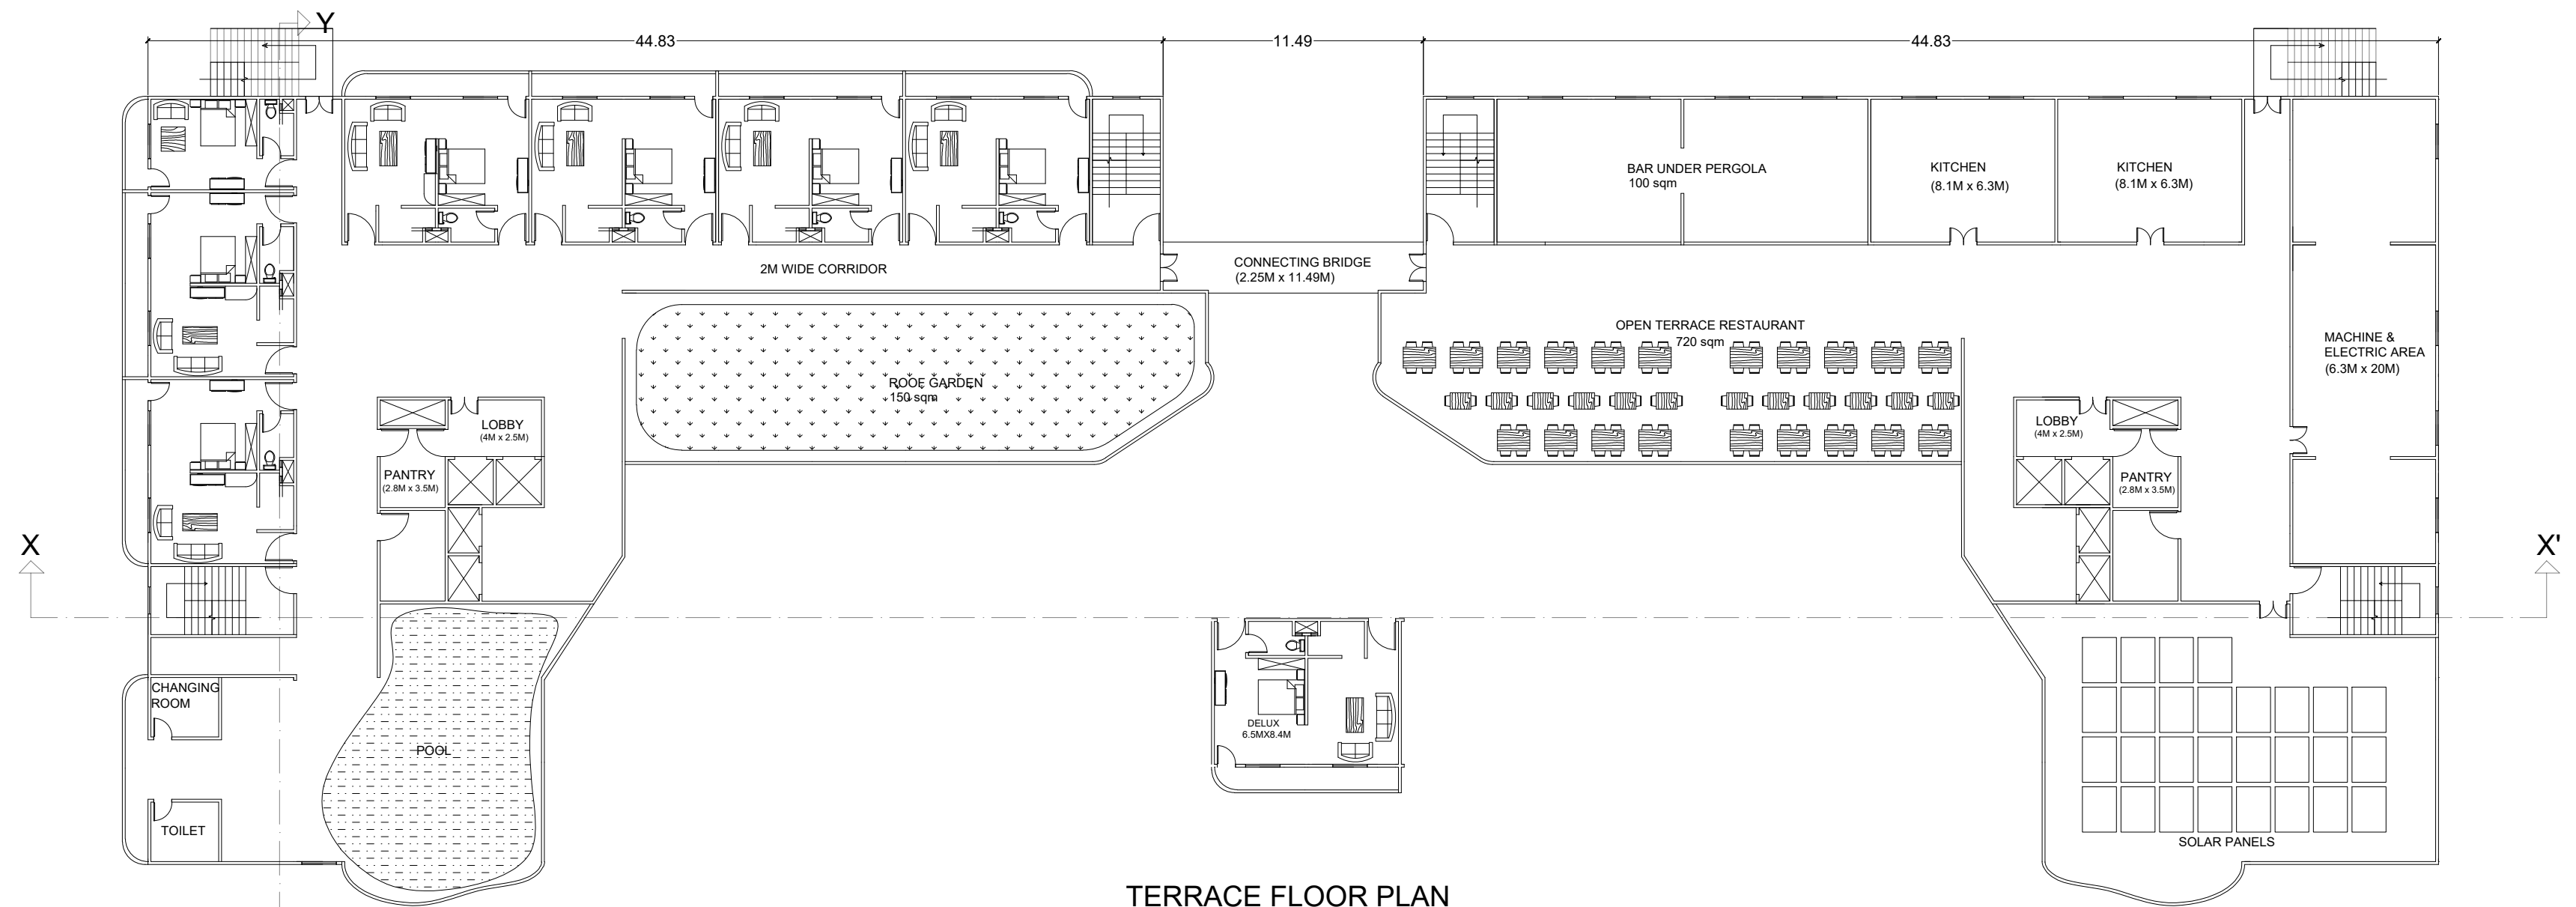 Y
44.83
11.49
44.83
BAR UNDER PERGOLA
100 sqm
KITCHEN
(8.1M x 6.3M)
KITCHEN
(8.1M x 6.3M)
2M WIDE CORRIDOR
CONNECTING BRIDGE
(2.25M x 11.49M)
OPEN TERRACE RESTAURANT
720 sqm
MACHINE &
ELECTRIC AREA
(6.3M x 20M)
ROOF GARDEN
150 sqm
LOBBY
(4M x 2.5M)
LOBBY
(4M x 2.5M)
PANTRY
(2.8M x 3.5M)
PANTRY
(2.8M x 3.5M)
X
X'
CHANGING
ROOM
DELUX
6.5MX8.4M
POOL
TOILET
SOLAR PANELS
TERRACE FLOOR PLAN